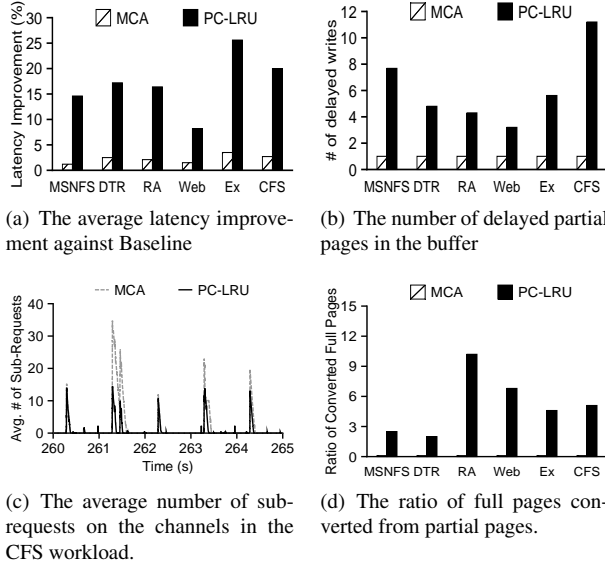 MCA PC-LRU
Latency Improvement (%)
30
25
20
15
10
5
0
MSNFS DTR RA Web Ex CFS
(a) The average latency improve-
ment against Baseline
MCA PC-LRU
# of delayed writes
12
10
8
6
4
2
0
MSNFS DTR RA Web Ex CFS
(b) The number of delayed partial
pages in the buffer
MCA PC-LRU
Avg. # of Sub-Requests
40
30
20
10
0
260 261 262 263 264 265
Time (s)
(c) The average number of sub-
requests on the channels in the
CFS workload.
MCA PC-LRU
Ratio of Converted Full Pages
15
12
9
6
3
0
MSNFS DTR RA Web Ex CFS
(d) The ratio of full pages con-
verted from partial pages.